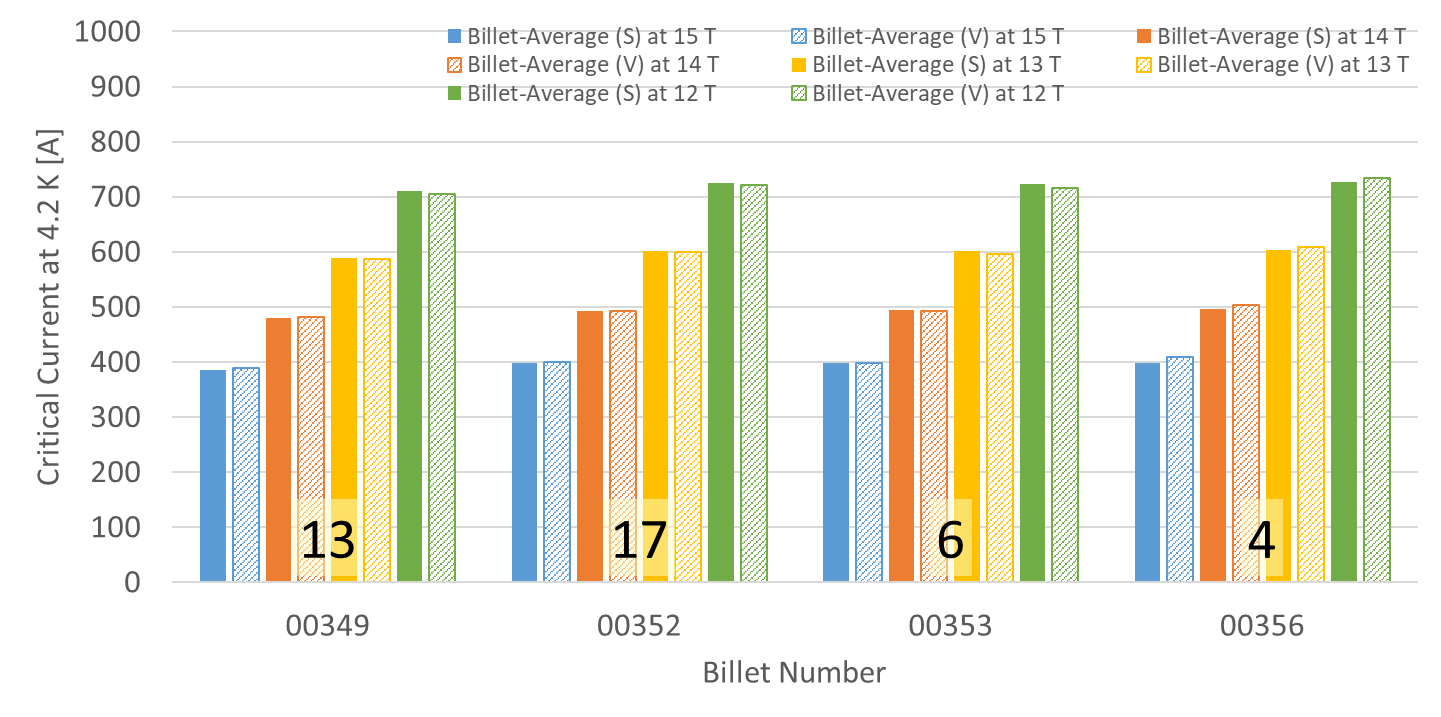 1000
Billet-Average (S) at 15 T Billet-Average (V) at 15 T Billet-Average (S) at 14 T
Billet-Average (V) at 14 T Billet-Average (S) at 13 T Billet-Average (V) at 13 T
Billet-Average (S) at 12 T Billet-Average (V) at 12 T
900
800
700
600
500
400
300
200
100
0
Critical Current at 4.2 K [A]
13 17 6 4
00349 00352 00353 00356
Billet Number